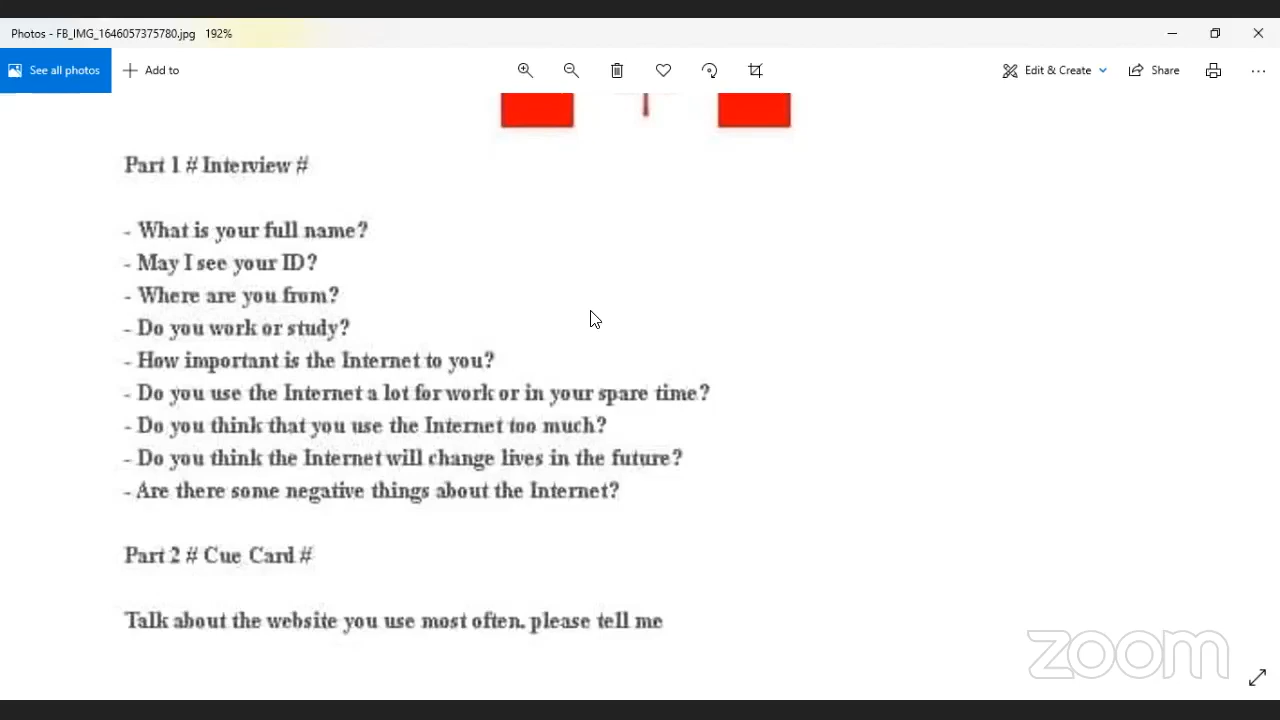 Photos - FB_IMG_1646057375780.jpg 192%
See all photos
Add to
Edit & Create
Share
Part 1 # Interview #
- What is your full name?
- May I see your ID?
- Where are you from?
- Do you work or study?
- How important is the Internet to you?
- Do you use the Internet a lot for work or in your spare time?
- Do you think that you use the Internet too much?
- Do you think the Internet will change lives in the future?
- Are there some negative things about the Internet?
Part 2 # Cue Card #
Talk about the website you use most often. please tell me
zoom